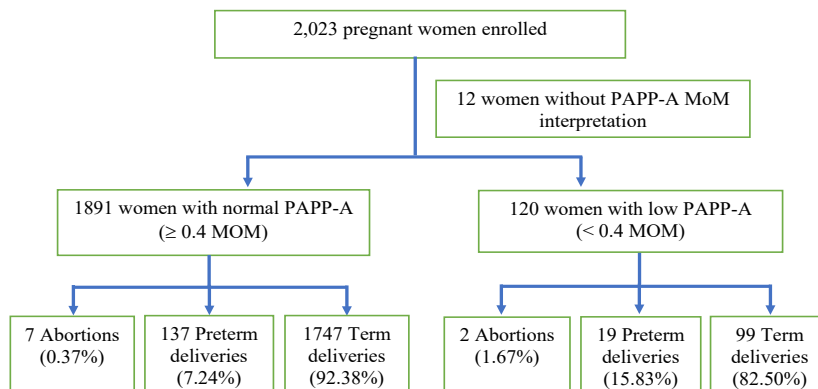 2,023 pregnant women enrolled
12 women without PAPP-A MoM
interpretation
1891 women with normal PAPP-A
(≥ 0.4 MOM)
120 women with low PAPP-A
(< 0.4 MOM)
7 Abortions
(0.37%)
137 Preterm
deliveries
(7.24%)
1747 Term
deliveries
(92.38%)
2 Abortions
(1.67%)
19 Preterm
deliveries
(15.83%)
99 Term
deliveries
(82.50%)